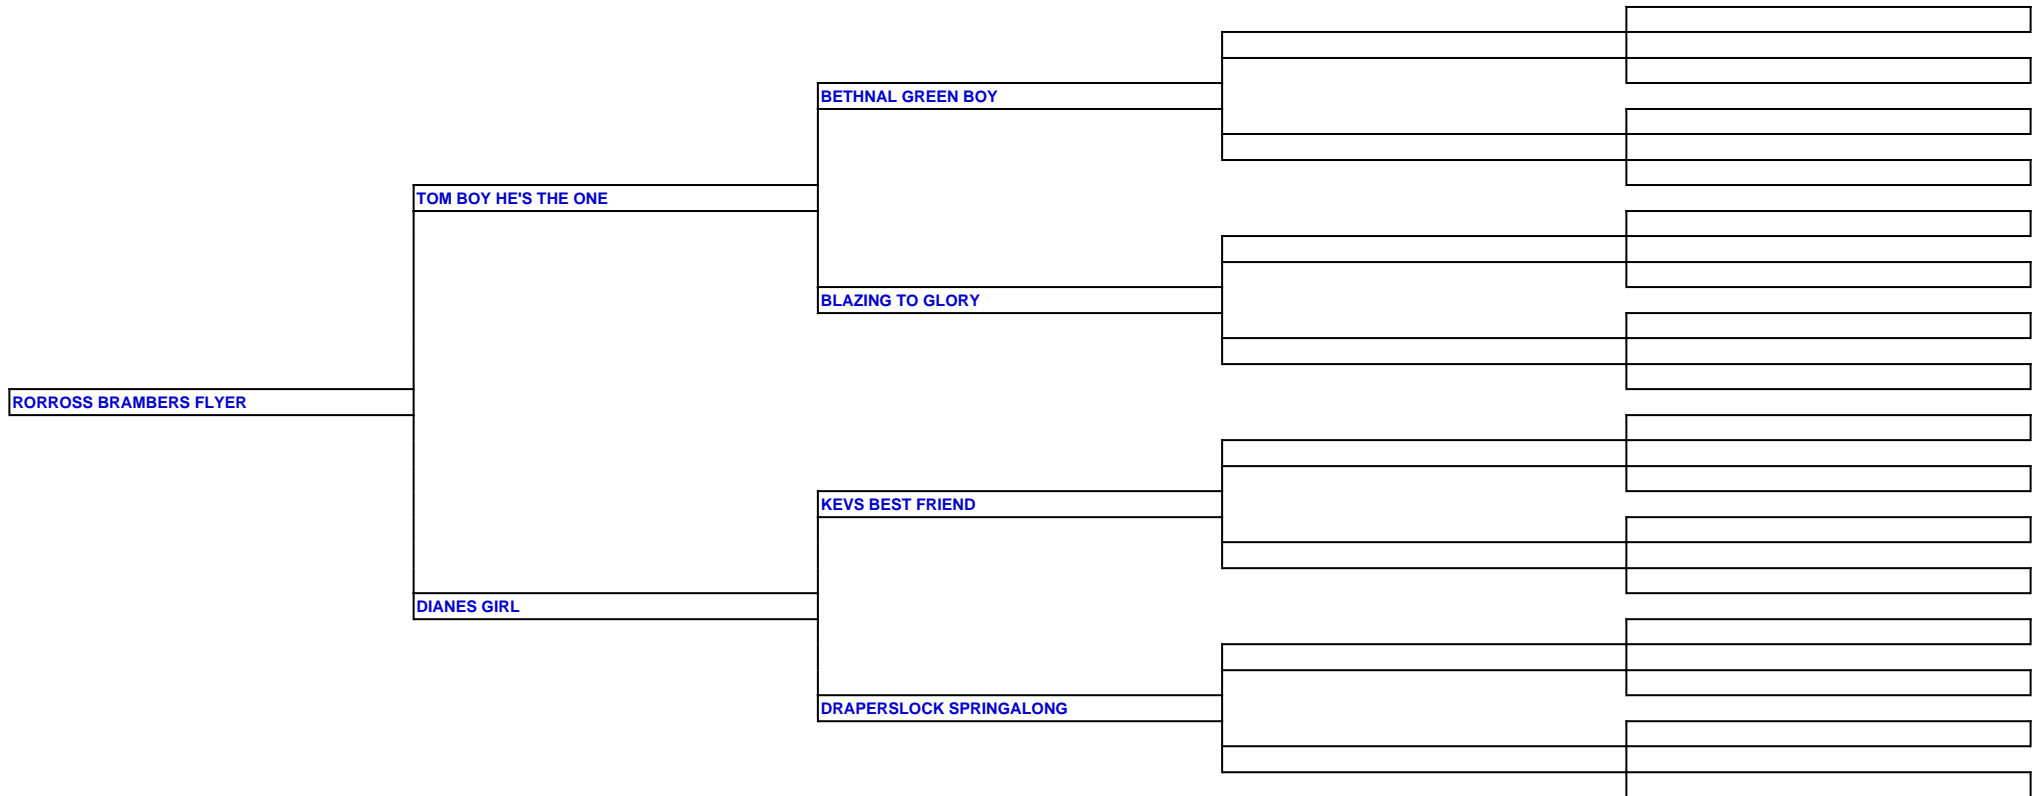 BETHNAL GREEN BOY
TOM BOY HE'S THE ONE
BLAZING TO GLORY
RORROSS BRAMBERS FLYER
KEVS BEST FRIEND
DIANES GIRL
DRAPERSLOCK SPRINGALONG